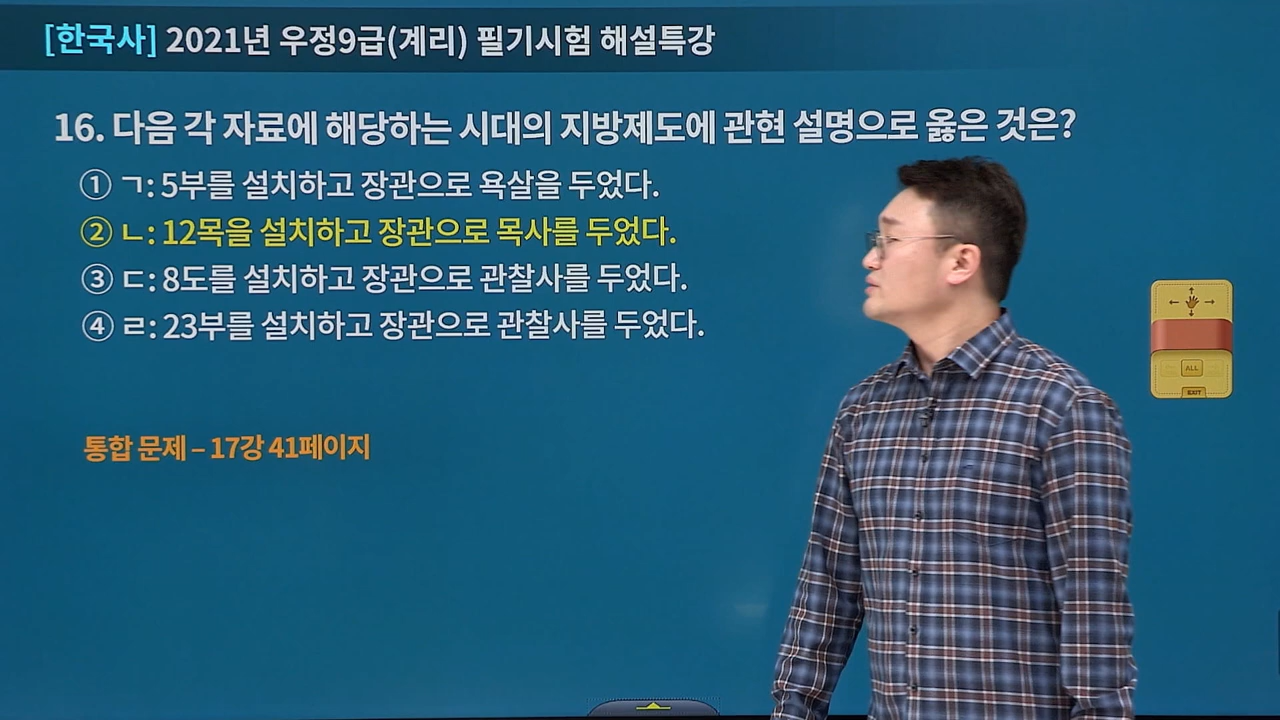 [한국사] 2021년 우정9급(계리) 필기시험 해설특강
16. 다음 각 자료에 해당하는 시대의 지방제도에 관현 설명으로 옳은 것은?
① ㄱ: 5부를 설치하고 장관으로 욕살을 두었다.
② ㄴ: 12목을 설치하고 장관으로 목사를 두었다.
③ ㄷ: 8도를 설치하고 장관으로 관찰사를 두었다.
④ ㄹ: 23부를 설치하고 장관으로 관찰사를 두었다.
통합 문제 – 17강 41페이지
ALL
EXIT